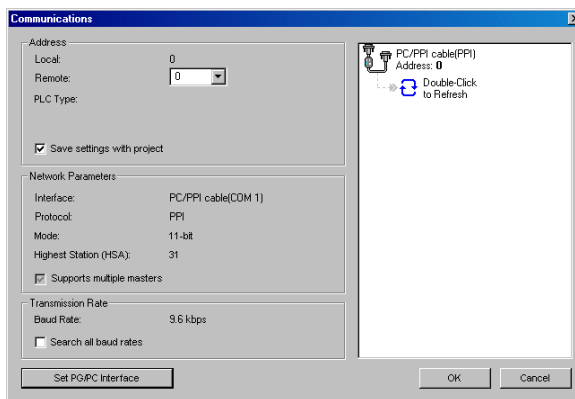 Communications
Address
Local: 0
Remote: 0
PLC Type:
Save settings with project
Network Parameters
Interface: PC/PPI cable(COM 1)
Protocol: PPI
Mode: 11-bit
Highest Station (HSA): 31
Supports multiple masters
Transmission Rate
Baud Rate: 9.6 kbps
Search all baud rates
Set PG/PC Interface
PC/PPI cable(PPI)
Address: 0
Double-Click
to Refresh
OK Cancel